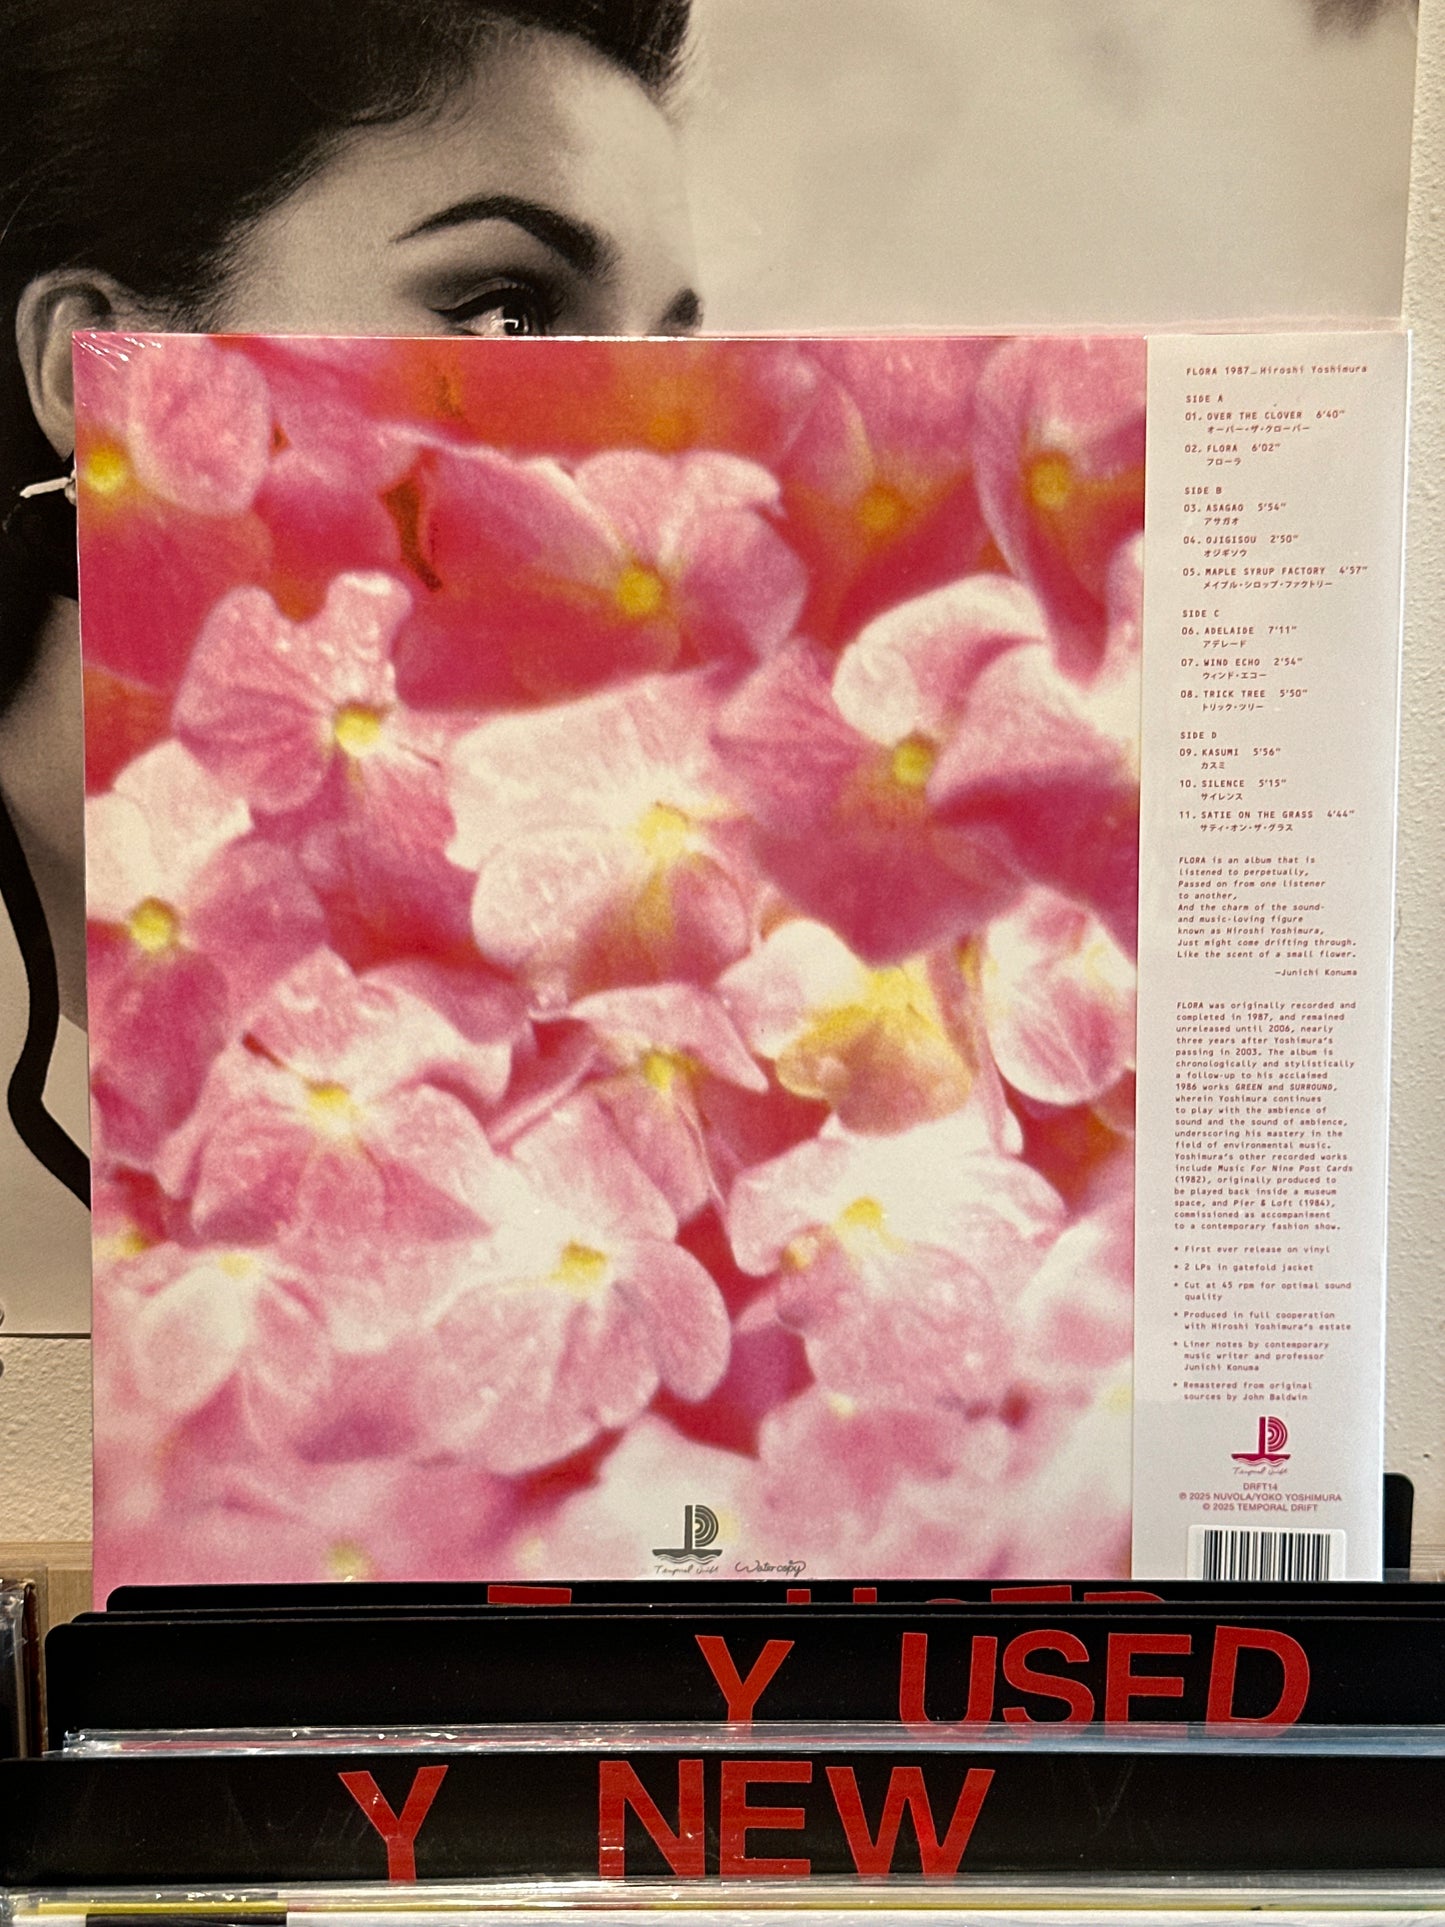 FLORA 1987_Hiroshi Yoshimura
SIDE A
01. OVER THE CLOVER 6'40"
オーバー・ザ・クローバー
02. FLORA 6'02"
フローラ
SIDE B
03. ASAGAO 5'54"
アサガオ
04. OJIGISOU 2'50"
オジギソウ
05. MAPLE SYRUP FACTORY 4'57"
メイプル・シロップ・ファクトリー
SIDE C
06. ADELAIDE 7'11"
アデレード
07. WIND ECHO 2'54"
ウィンド・エコー
08. TRICK TREE 5'50"
トリック・ツリー
SIDE D
09. KASUMI 5'56"
カスミ
10. SILENCE 5'15"
サイレンス
11. SATIE ON THE GRASS 4'44"
サティ・オン・ザ・グラス
FLORA is an album that is
listened to perpetually,
Passed on from one listener
to another,
And the charm of the sound-
and music-loving figure
known as Hiroshi Yoshimura,
Just might come drifting through.
Like the scent of a small flower.
—Junichi Konuma
FLORA was originally recorded and
completed in 1987, and remained
unreleased until 2006, nearly
three years after Yoshimura's
passing in 2003. The album is
chronologically and stylistically
a follow-up to his acclaimed
1986 works GREEN and SURROUND,
wherein Yoshimura continues
to play with the ambience of
sound and the sound of ambience,
underscoring his mastery in the
field of environmental music.
Yoshimura's other recorded works
include Music For Nine Post Cards
(1982), originally produced to
be played back inside a museum
space, and Pier & Loft (1984),
commissioned as accompaniment
to a contemporary fashion show.
* First ever release on vinyl
* 2 LPs in gatefold jacket
* Cut at 45 rpm for optimal sound
quality
* Produced in full cooperation
with Hiroshi Yoshimura's estate
* Liner notes by contemporary
music writer and professor
Junichi Konuma
* Remastered from original
sources by John Baldwin
Temporal Drift
DRFT14
℗ 2025 NUVOLA/YOKO YOSHIMURA
© 2025 TEMPORAL DRIFT
Temporal Drift Water copy
Y USED
Y NEW